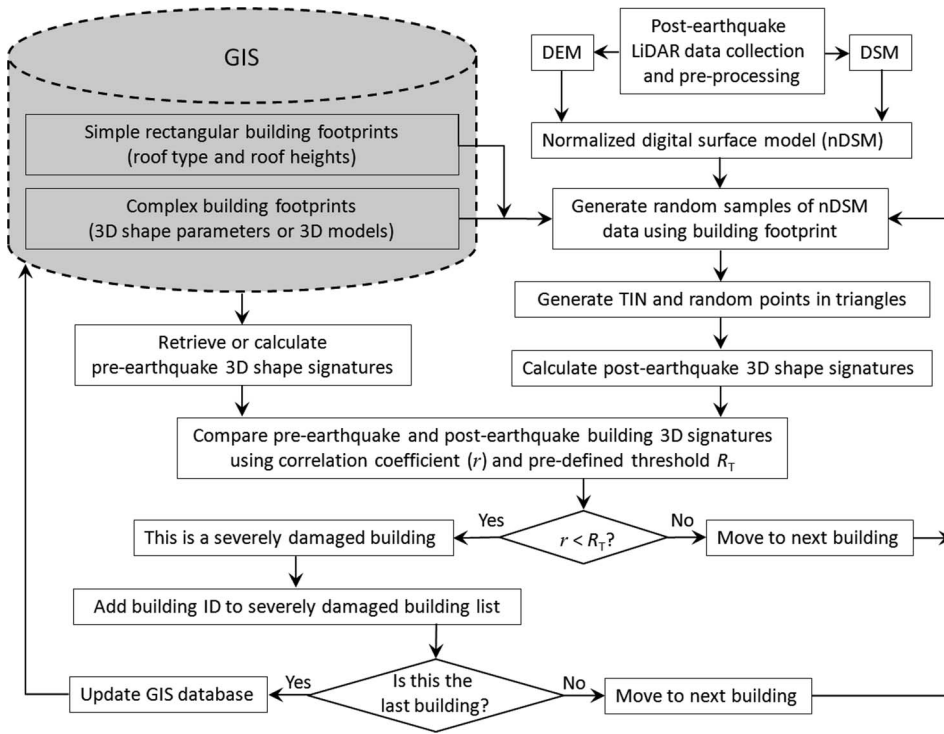 GIS
Simple rectangular building footprints
(roof type and roof heights)
Complex building footprints
(3D shape parameters or 3D models)
Post-earthquake
LiDAR data collection
and pre-processing
DEM
DSM
Normalized digital surface model (nDSM)
Generate random samples of nDSM
data using building footprint
Generate TIN and random points in triangles
Retrieve or calculate
pre-earthquake 3D shape signatures
Calculate post-earthquake 3D shape signatures
Compare pre-earthquake and post-earthquake building 3D signatures
using correlation coefficient (r) and pre-defined threshold R_T
r < R_T?
Yes
No
This is a severely damaged building
Move to next building
Add building ID to severely damaged building list
Is this the
last building?
Yes
No
Update GIS database
Move to next building